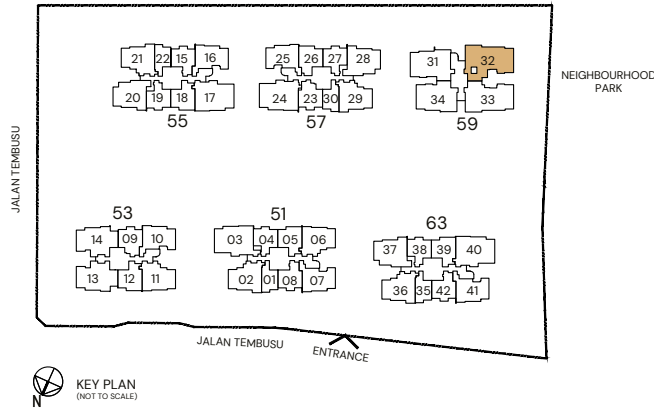 21 22 15 16
20 19 18 17
55
25 26 27 28
24 23 30 29
57
31 32
34 33
59
NEIGHBOURHOOD
PARK
JALAN TEMBUSU
53
14 09 10
13 12 11
51
03 04 05 06
02 01 08 07
63
37 38 39 40
36 35 42 41
JALAN TEMBUSU
ENTRANCE
N
KEY PLAN
(NOT TO SCALE)